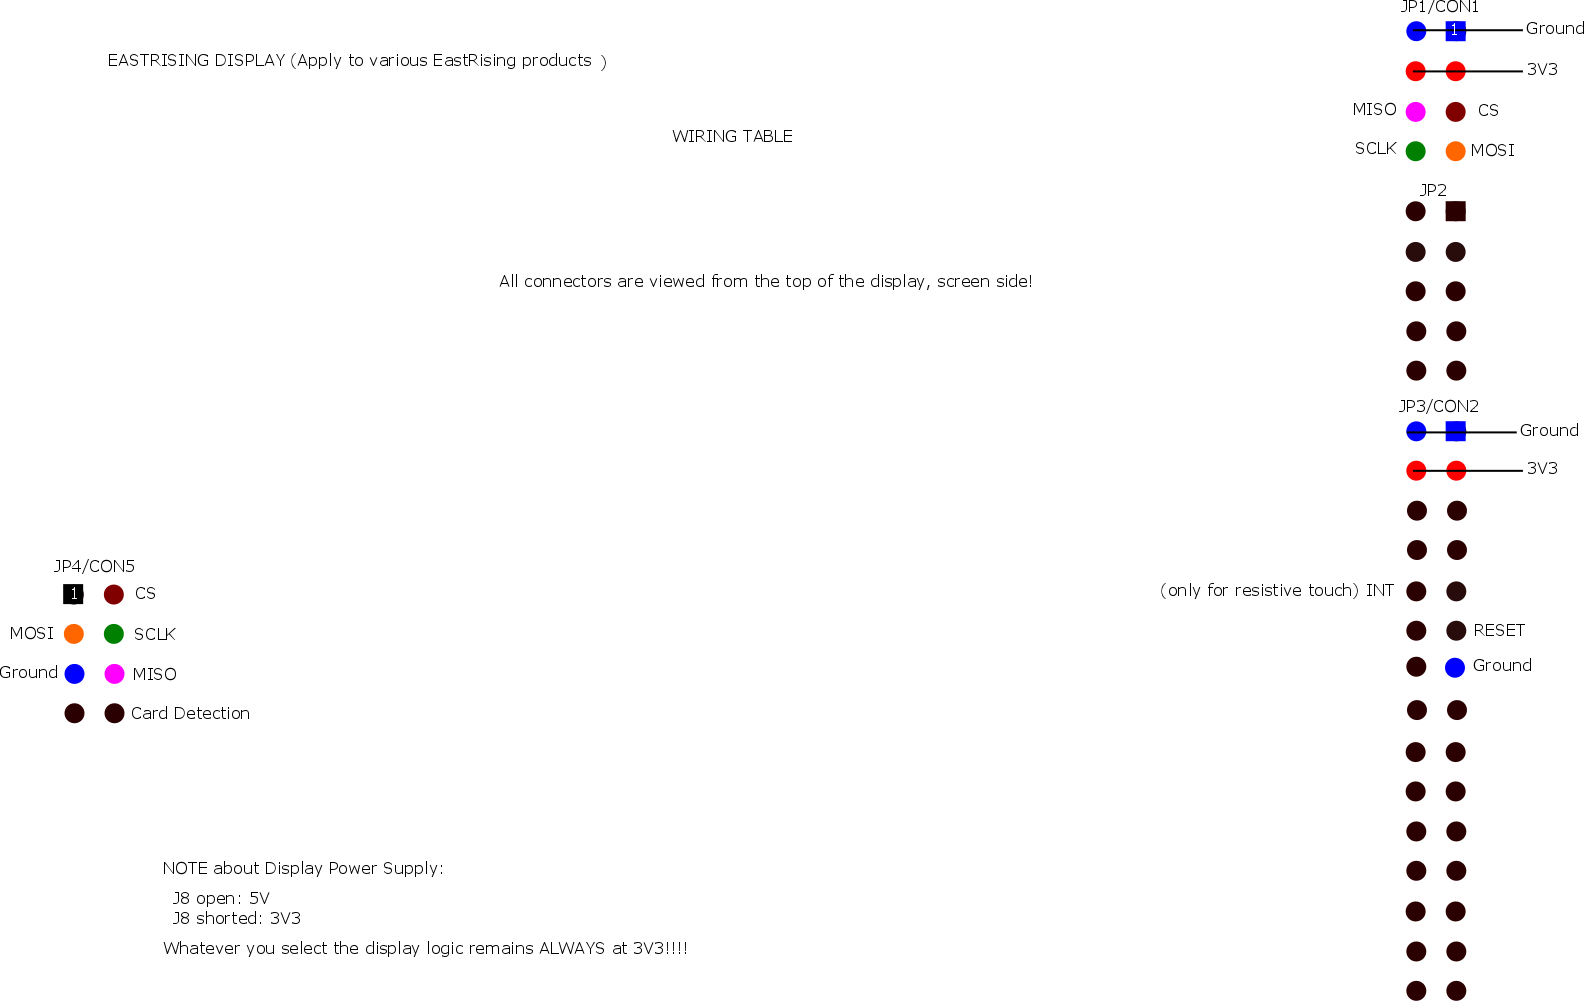 JP1/CON1
1 Ground
EASTRISING DISPLAY (Apply to various EastRising products )
3V3
MISO CS
WIRING TABLE
SCLK MOSI
JP2
All connectors are viewed from the top of the display, screen side!
JP3/CON2
Ground
3V3
JP4/CON5
1 CS
(only for resistive touch) INT
MOSI SCLK
RESET
Ground MISO
Ground
Card Detection
NOTE about Display Power Supply:
J8 open: 5V
J8 shorted: 3V3
Whatever you select the display logic remains ALWAYS at 3V3!!!!